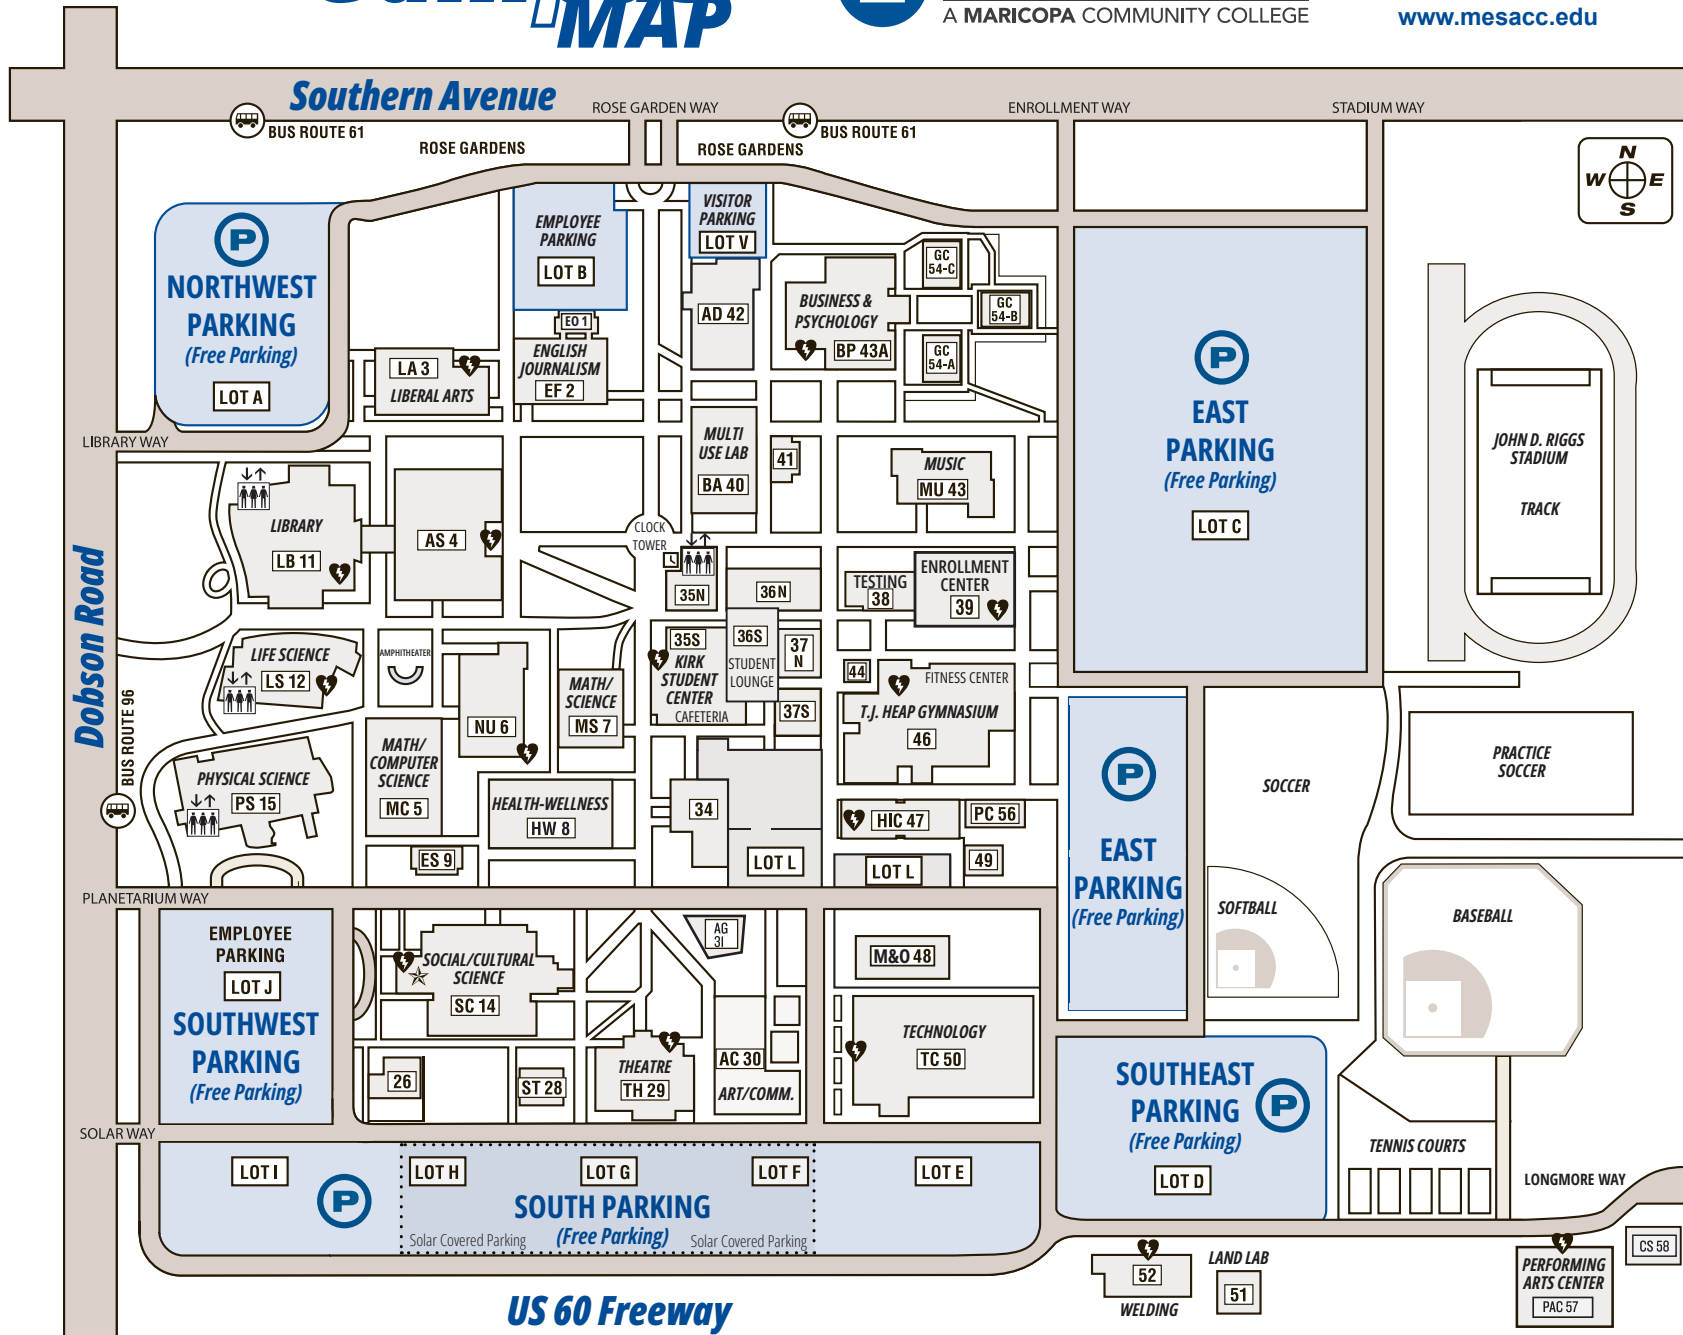 MAP
A MARICOPA COMMUNITY COLLEGE
www.mesacc.edu
Southern Avenue
ROSE GARDEN WAY
ENROLLMENT WAY
STADIUM WAY
BUS ROUTE 61
BUS ROUTE 61
ROSE GARDENS
ROSE GARDENS
N
W E
S
P
NORTHWEST
PARKING
(Free Parking)
LOT A
EMPLOYEE
PARKING
LOT B
VISITOR
PARKING
LOT V
EO 1
ENGLISH
JOURNALISM
EF 2
LA 3
LIBERAL ARTS
AD 42
BUSINESS &
PSYCHOLOGY
BP 43A
GC
54-C
GC
54-B
GC
54-A
P
EAST
PARKING
(Free Parking)
LOT C
JOHN D. RIGGS
STADIUM
TRACK
LIBRARY WAY
LIBRARY
LB 11
AS 4
MULTI
USE LAB
BA 40
41
MUSIC
MU 43
CLOCK
TOWER
35N
36N
TESTING
38
ENROLLMENT
CENTER
39
Dobson Road
BUS ROUTE 96
LIFE SCIENCE
LS 12
AMPHITHEATER
NU 6
MATH/
SCIENCE
MS 7
35S
KIRK
STUDENT
CENTER
CAFETERIA
36S
STUDENT
LOUNGE
37
N
37S
44
FITNESS CENTER
T.J. HEAP GYMNASIUM
46
PHYSICAL SCIENCE
PS 15
MATH/
COMPUTER
SCIENCE
MC 5
HEALTH-WELLNESS
HW 8
ES 9
34
LOT L
HIC 47
PC 56
LOT L
49
P
EAST
PARKING
(Free Parking)
SOCCER
PRACTICE
SOCCER
SOFTBALL
BASEBALL
PLANETARIUM WAY
EMPLOYEE
PARKING
LOT J
SOUTHWEST
PARKING
(Free Parking)
SOCIAL/CULTURAL
SCIENCE
SC 14
AG
31
M&O 48
26
ST 28
THEATRE
TH 29
AC 30
ART/COMM.
TECHNOLOGY
TC 50
SOUTHEAST
PARKING
(Free Parking)
P
LOT D
TENNIS COURTS
LONGMORE WAY
SOLAR WAY
LOT I
P
LOT H
LOT G
LOT F
LOT E
SOUTH PARKING
(Free Parking)
Solar Covered Parking
Solar Covered Parking
US 60 Freeway
52
WELDING
LAND LAB
51
PERFORMING
ARTS CENTER
PAC 57
CS 58